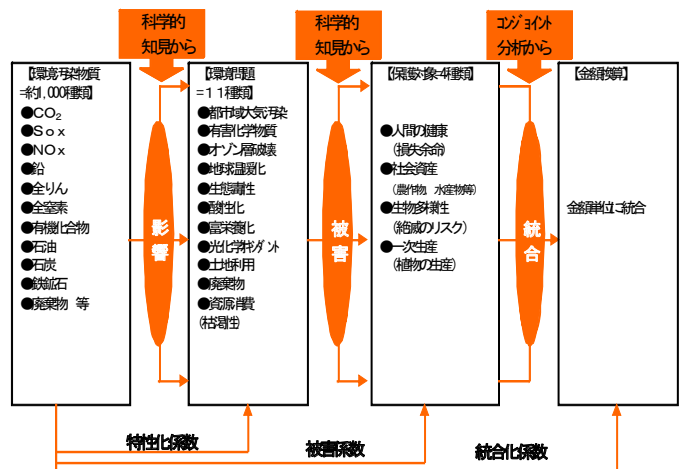 科学的
知見から
科学的
知見から
コンジョイント
分析から
【環境汚染物質
=約1,000種類】
●CO₂
●Sox
●NOx
●鉛
●全りん
●全窒素
●有機化合物
●石油
●石炭
●鉄鉱石
●廃棄物 等
影響
【環境問題
=11種類】
●都市域大気汚染
●有害化学物質
●オゾン層破壊
●地球温暖化
●生態毒性
●酸性化
●富栄養化
●光化学オキシダント
●土地利用
●廃棄物
●資源消費
(枯渇性)
被害
【保護対象=4種類】
●人間の健康
(損失余命)
●社会資産
(農作物、水産物等)
●生物多様性
(絶滅のリスク)
●一次生産
(植物の生産)
統合
【金額換算】
金額単位に統合
特性化係数
被害係数
統合化係数